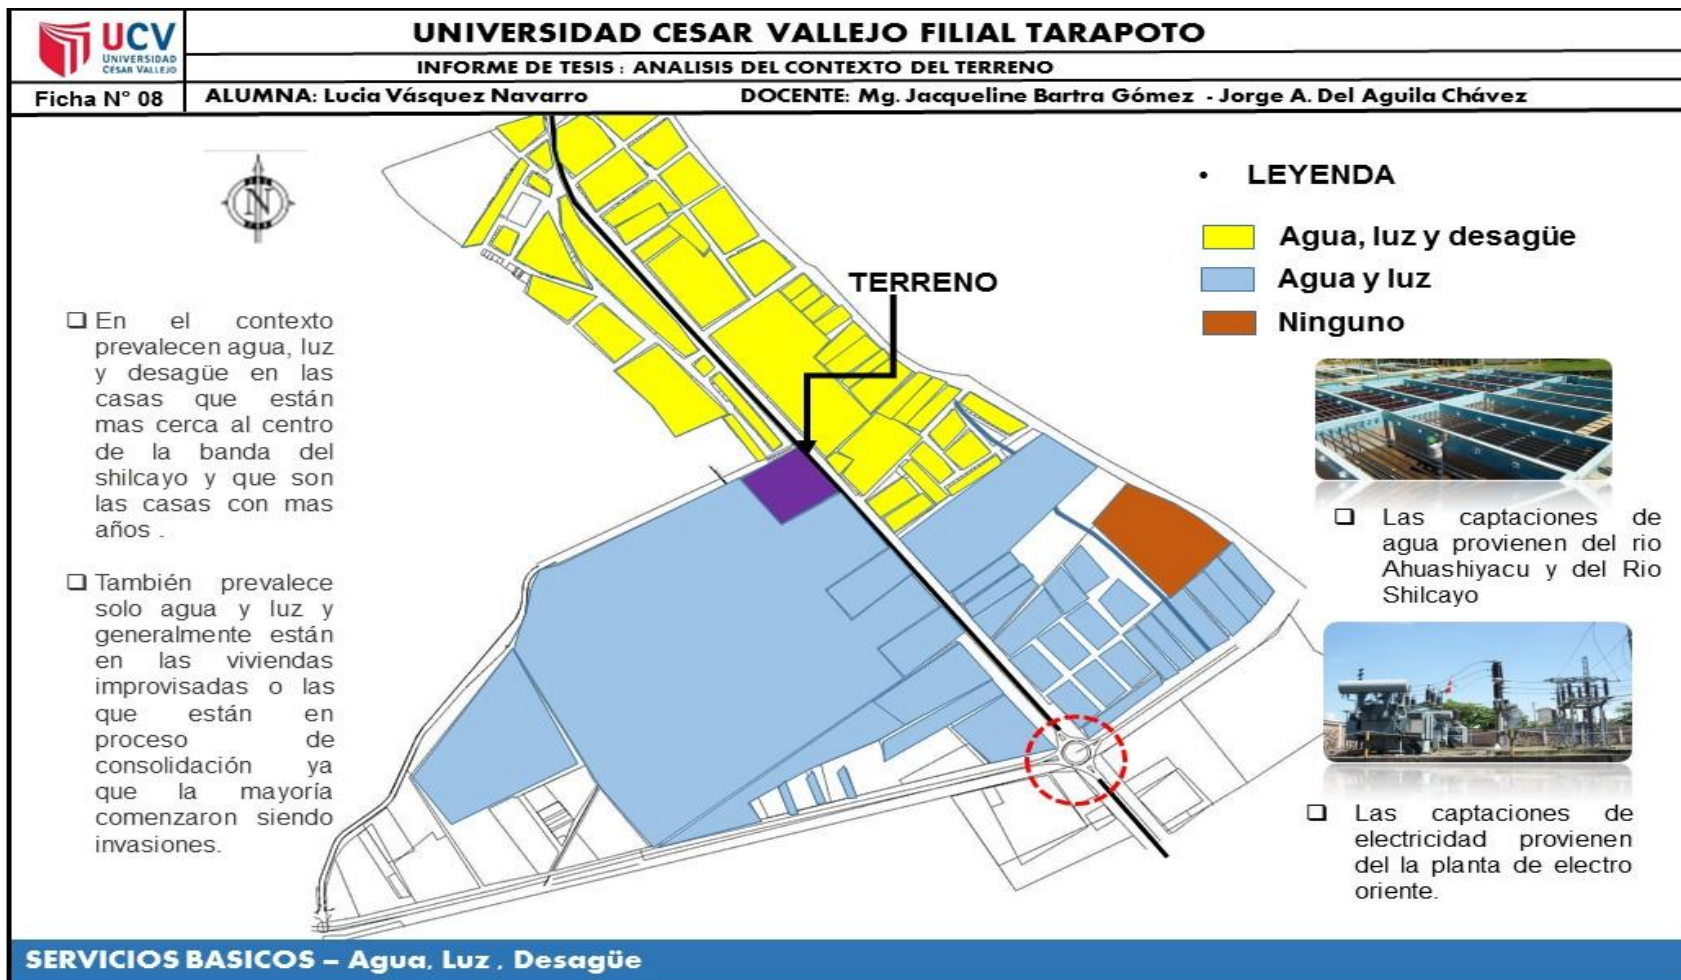 UCV
UNIVERSIDAD
CESAR VALLEJO
UNIVERSIDAD CESAR VALLEJO FILIAL TARAPOTO
INFORME DE TESIS : ANALISIS DEL CONTEXTO DEL TERRENO
Ficha N° 08
ALUMNA: Lucia Vásquez Navarro
DOCENTE: Mg. Jacqueline Bartra Gómez - Jorge A. Del Aguila Chávez
N
En el contexto
prevalecen agua, luz
y desagüe en las
casas que están
mas cerca al centro
de la banda del
shilcayo y que son
las casas con mas
años .
También prevalece
solo agua y luz y
generalmente están
en las viviendas
improvisadas o las
que están en
proceso de
consolidación ya
que la mayoría
comenzaron siendo
invasiones.
TERRENO
• LEYENDA
Agua, luz y desagüe
Agua y luz
Ninguno
Las captaciones de
agua provienen del rio
Ahuashiyacu y del Rio
Shilcayo
Las captaciones de
electricidad provienen
del la planta de electro
oriente.
SERVICIOS BASICOS – Agua, Luz , Desagüe